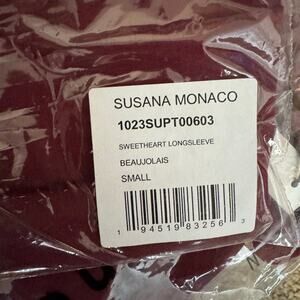 SUSANA MONACO
1023SUPT00603
SWEETHEART LONGSLEEVE
BEAUJOLAIS
SMALL
1 94519 83256 3